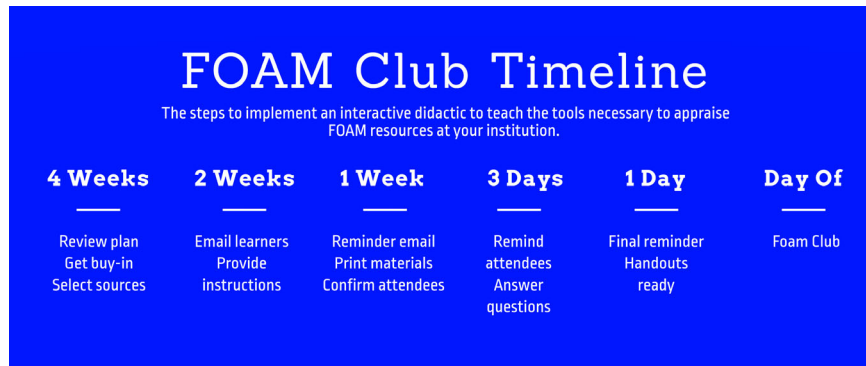 FOAM Club Timeline
The steps to implement an interactive didactic to teach the tools necessary to appraise
FOAM resources at your institution.
4 Weeks
Review plan
Get buy-in
Select sources
2 Weeks
Email learners
Provide
instructions
1 Week
Reminder email
Print materials
Confirm attendees
3 Days
Remind
attendees
Answer
questions
1 Day
Final reminder
Handouts
ready
Day Of
Foam Club